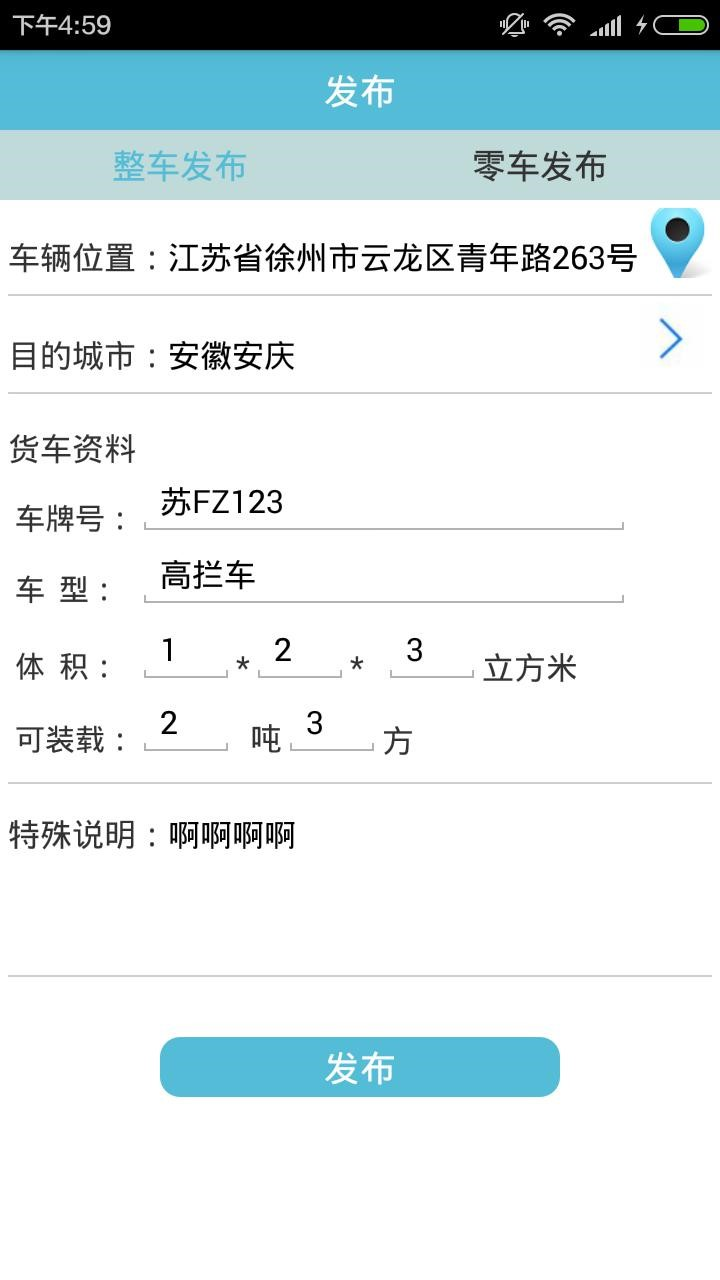 下午4:59
发布
整车发布 零车发布
车辆位置：江苏省徐州市云龙区青年路263号
目的城市：安徽安庆
货车资料
车牌号： 苏FZ123
车 型： 高拦车
体 积： 1 * 2 * 3 立方米
可装载： 2 吨 3 方
特殊说明：啊啊啊啊
发布